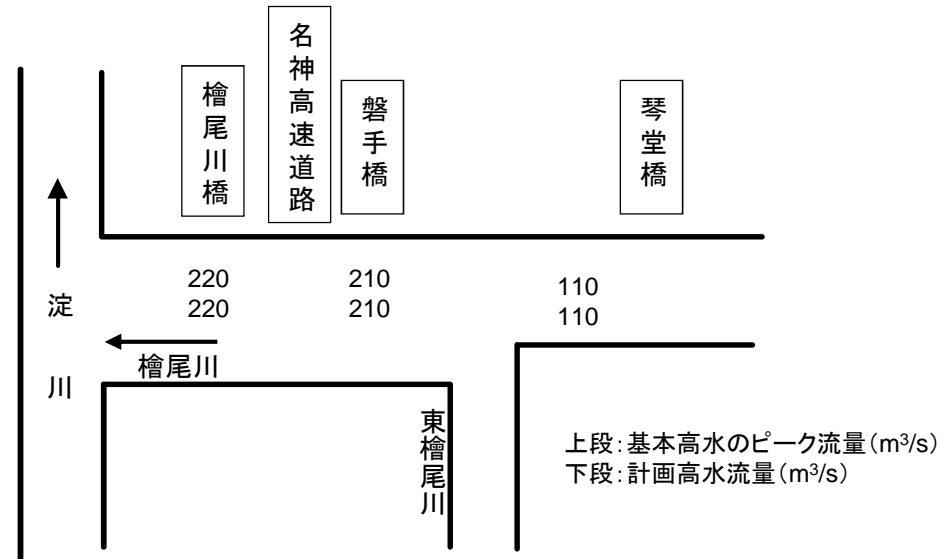 檜尾川橋
名神高速道路
磐手橋
琴堂橋
220
220
210
210
110
110
淀川
檜尾川
東檜尾川
上段:基本高水のピーク流量(m³/s)
下段:計画高水流量(m³/s)